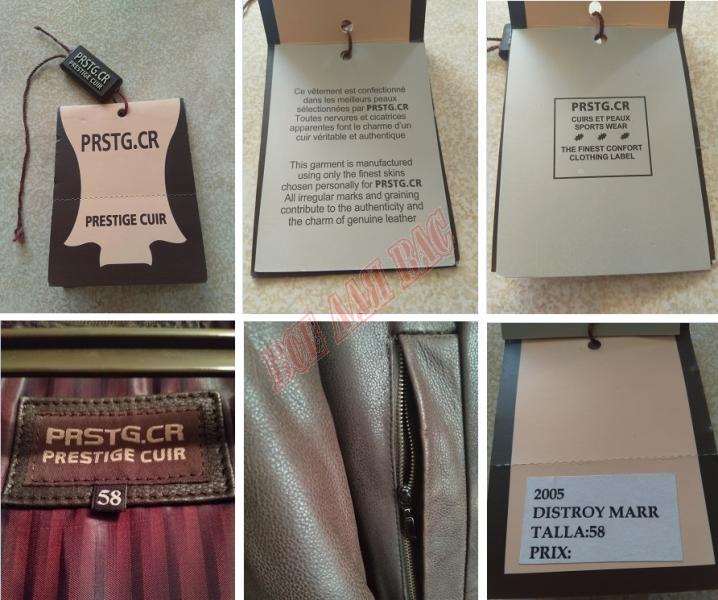 PRSTG.CR
PRESTIGE CUIR
PRSTG.CR
PRESTIGE CUIR
Ce vêtement est confectionné
dans les meilleurs peaux
sélectionnées par PRSTG.CR
Toutes nervures et cicatrices
apparentes font le charme d'un
cuir véritable et authentique
This garment is manufactured
using only the finest skins
chosen personally for PRSTG.CR
All irregular marks and graining
contribute to the authenticity and
the charm of genuine leather
PRSTG.CR
CUIRS ET PEAUX
SPORTS WEAR
THE FINEST CONFORT
CLOTHING LABEL
ВСЕ ДЛЯ ВАС
PRSTG.CR
PRESTIGE CUIR
58
2005
DISTROY MARR
TALLA:58
PRIX: